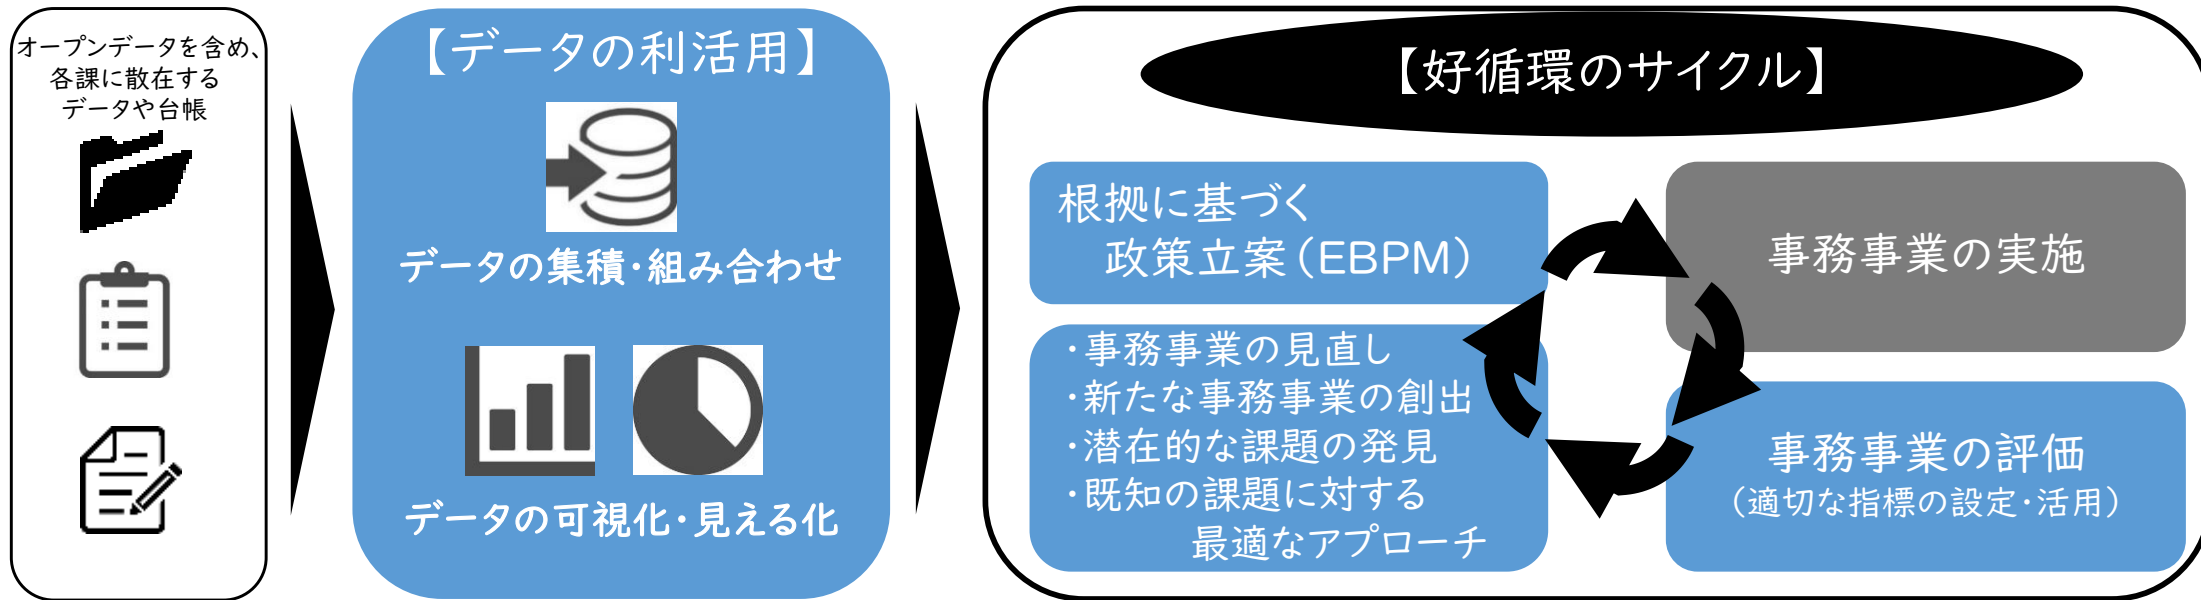 オープンデータを含め、
各課に散在する
データや台帳
【データの利活用】
データの集積・組み合わせ
データの可視化・見える化
【好循環のサイクル】
根拠に基づく
政策立案（EBPM）
事務事業の実施
・事務事業の見直し
・新たな事務事業の創出
・潜在的な課題の発見
・既知の課題に対する
最適なアプローチ
事務事業の評価
（適切な指標の設定・活用）